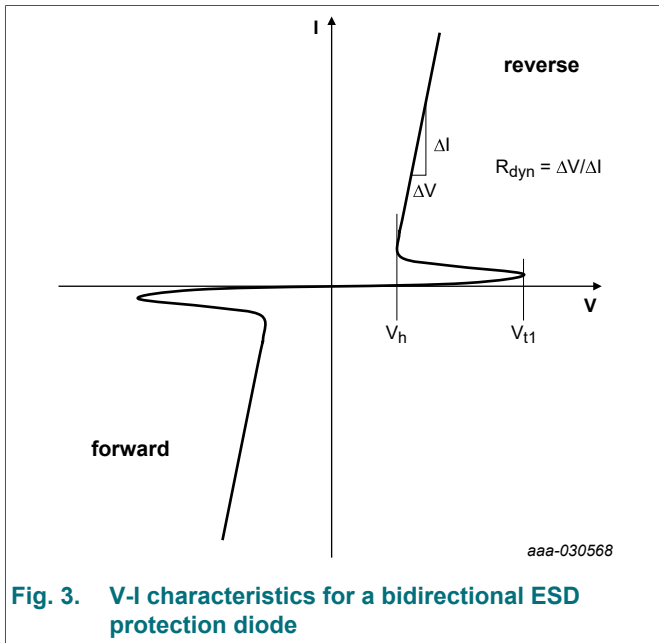 I
reverse
ΔI
R_dyn = ΔV/ΔI
ΔV
V
V_h
V_t1
forward
aaa-030568
Fig. 3. V-I characteristics for a bidirectional ESD
protection diode